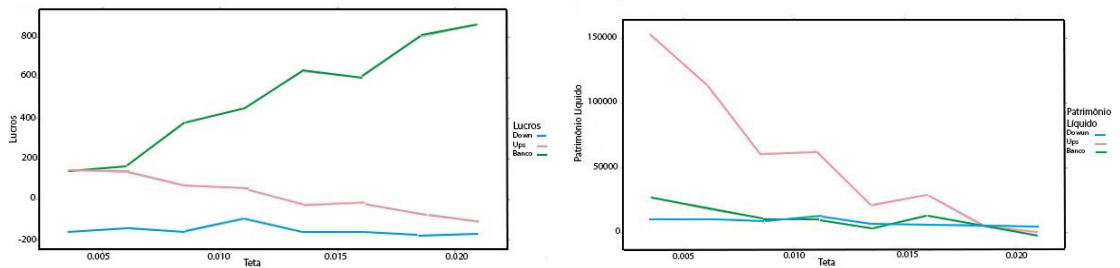 Lucros
800
600
400
200
0.
-200
0.005
0.010
0.015
0.020
Teta
Lucros
Down
Ups
Banco
Patrimônio Líquido
150000
100000
50000
0
0.005
0.010
0.015
0.020
Teta
Patrimônio
Líquido
Dowun
Ups
Banco